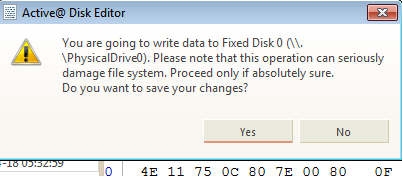 Active@ Disk Editor
You are going to write data to Fixed Disk 0 (\\.
\PhysicalDrive0). Please note that this operation can seriously
damage file system. Proceed only if absolutely sure.
Do you want to save your changes?
Yes No
-18 05:32:59
0 4E 11 75 0C 80 7E 00 80 0F